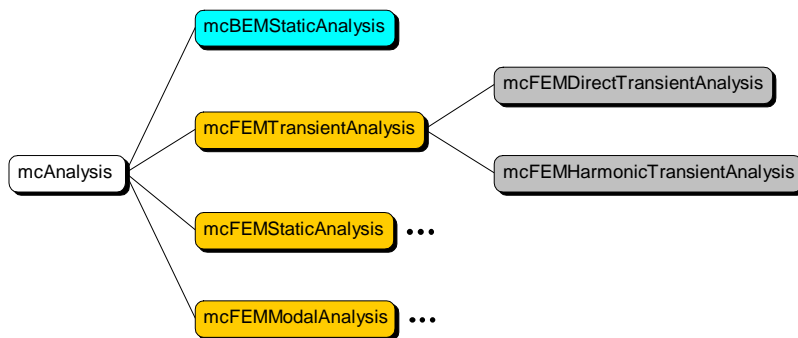 mcBEMStaticAnalysis
mcFEMDirectTransientAnalysis
mcFEMTransientAnalysis
mcAnalysis
mcFEMHarmonicTransientAnalysis
mcFEMStaticAnalysis ...
mcFEMModalAnalysis ...